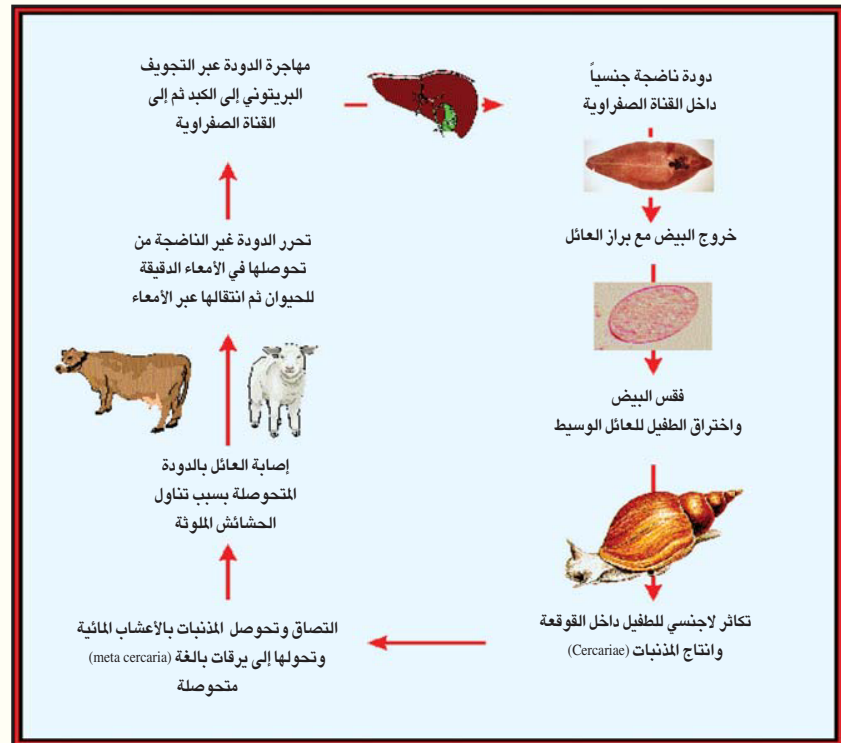 دودة ناضجة جنسياً
داخل القناة الصفراوية
خروج البيض مع براز العائل
فقس البيض
واختراق الطفيل للعائل الوسيط
تكاثر لاجنسي للطفيل داخل القوقعة
وانتاج المذنبات (Cercariae)
التصاق وتحوصل المذنبات بالأعشاب المائية
وتحولها إلى يرقات بالغة (meta cercaria)
متحوصلة
إصابة العائل بالدودة
المتحوصلة بسبب تناول
الحشائش الملوثة
تحرر الدودة غير الناضجة من
تحوصلها في الأمعاء الدقيقة
للحيوان ثم انتقالها عبر الأمعاء
مهاجرة الدودة عبر التجويف
البريتوني إلى الكبد ثم إلى
القناة الصفراوية